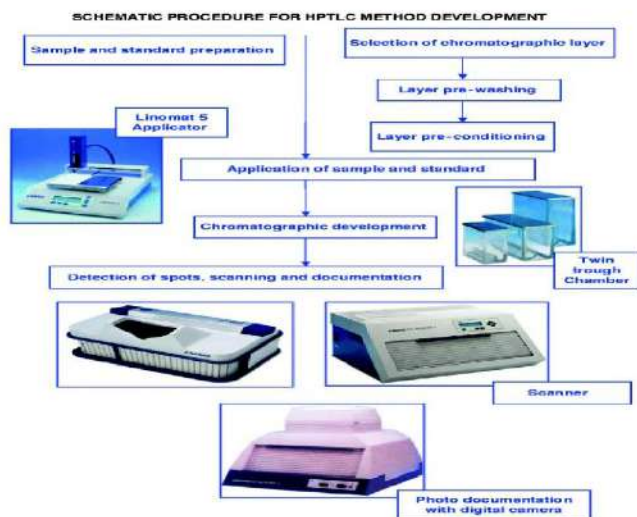 SCHEMATIC PROCEDURE FOR HPTLC METHOD DEVELOPMENT
Sample and standard preparation
Selection of chromatographic layer
Layer pre-washing
Layer pre-conditioning
Linomat 5
Applicator
Application of sample and standard
Chromatographic development
Twin
trough
Chamber
Detection of spots, scanning and documentation
Scanner
Photo documentation
with digital camera